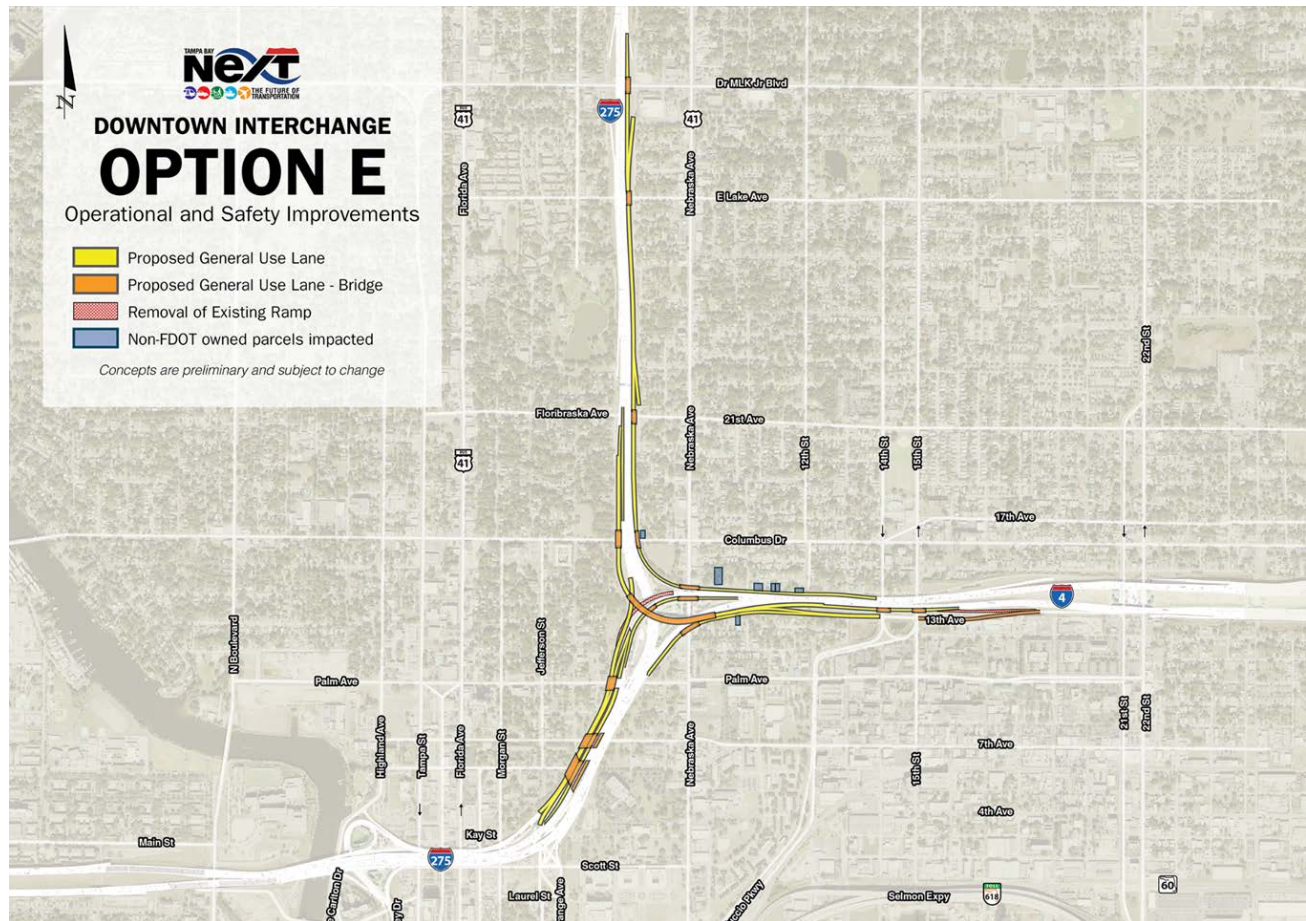 TAMPA BAY
NEXT
THE FUTURE OF
TRANSPORTATION
N
DOWNTOWN INTERCHANGE
OPTION E
Operational and Safety Improvements
Proposed General Use Lane
Proposed General Use Lane - Bridge
Removal of Existing Ramp
Non-FDOT owned parcels impacted
Concepts are preliminary and subject to change
41
275
41
Dr MLK Jr Blvd
Florida Ave
Nebraska Ave
E Lake Ave
22nd St
Floribraska Ave
Nebraska Ave
21st Ave
41
12th St
14th St
15th St
17th Ave
Columbus Dr
4
13th Ave
N Boulevard
Jefferson St
Palm Ave
Palm Ave
Highland Ave
Tampa St
Florida Ave
Morgan St
Nebraska Ave
7th Ave
15th St
21st St
22nd St
4th Ave
Main St
Kay St
275
Scott St
Laurel St
Selmon Expy
TOLL
618
60